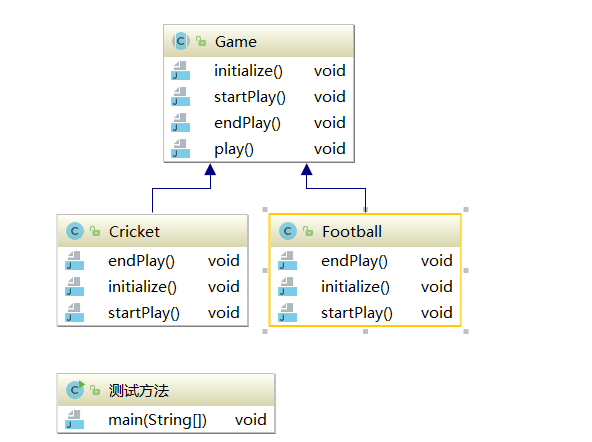 Game
initialize() void
startPlay() void
endPlay() void
play() void
Cricket
endPlay() void
initialize() void
startPlay() void
Football
endPlay() void
initialize() void
startPlay() void
测试方法
main(String[]) void